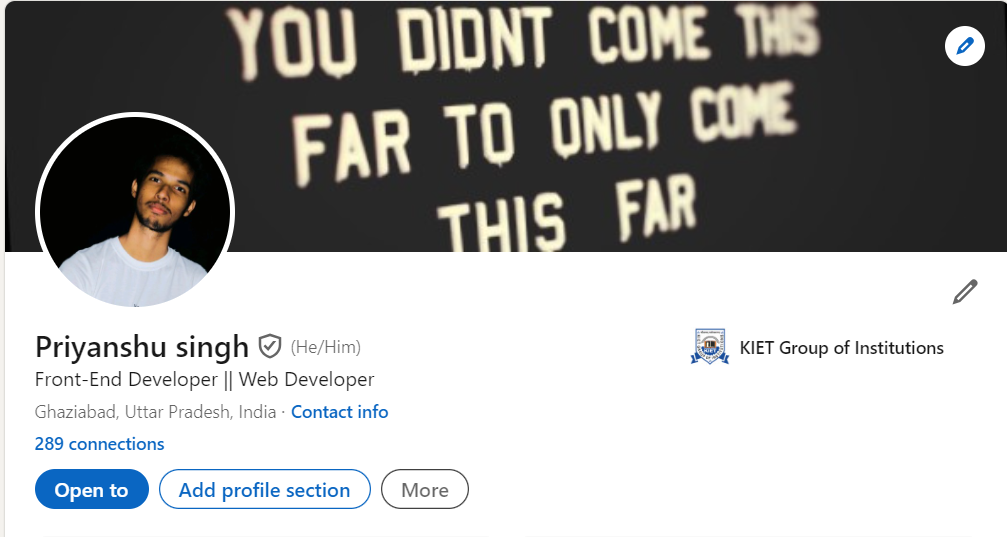 YOU DIDNT COME THIS
FAR TO ONLY COME
THIS FAR
Priyanshu singh (He/Him)
KIET Group of Institutions
Front-End Developer || Web Developer
Ghaziabad, Uttar Pradesh, India · Contact info
289 connections
Open to
Add profile section
More